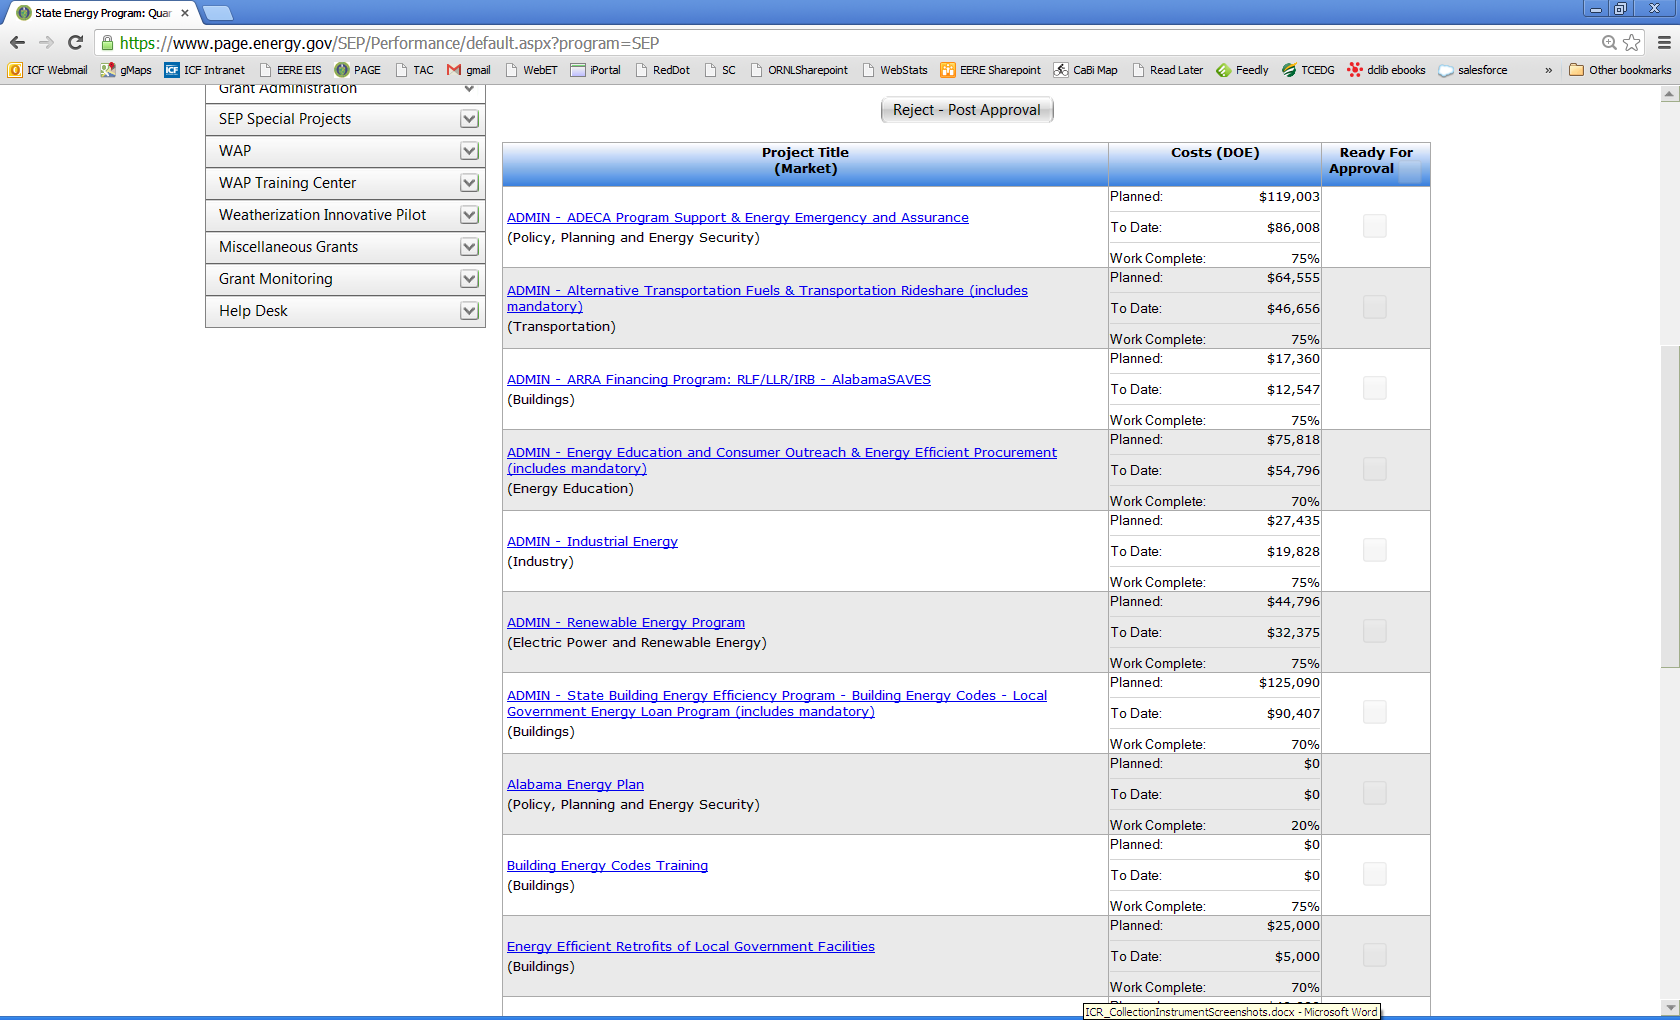 State Energy Program: Quar
https://www.page.energy.gov/SEP/Performance/default.aspx?program=SEP
ICF Webmail gMaps ICF Intranet EERE EIS PAGE TAC gmail WebET iPortal RedDot SC ORNLSharepoint WebStats EERE Sharepoint CaBi Map Read Later Feedly TCEDG dclib ebooks salesforce » Other bookmarks
Grant Administration
SEP Special Projects
WAP
WAP Training Center
Weatherization Innovative Pilot
Miscellaneous Grants
Grant Monitoring
Help Desk
Reject - Post Approval
Project Title
(Market)
Costs (DOE)
Ready For
Approval
ADMIN - ADECA Program Support & Energy Emergency and Assurance
(Policy, Planning and Energy Security)
Planned: $119,003
To Date: $86,008
Work Complete: 75%
ADMIN - Alternative Transportation Fuels & Transportation Rideshare (includes
mandatory)
(Transportation)
Planned: $64,555
To Date: $46,656
Work Complete: 75%
ADMIN - ARRA Financing Program: RLF/LLR/IRB - AlabamaSAVES
(Buildings)
Planned: $17,360
To Date: $12,547
Work Complete: 75%
ADMIN - Energy Education and Consumer Outreach & Energy Efficient Procurement
(includes mandatory)
(Energy Education)
Planned: $75,818
To Date: $54,796
Work Complete: 70%
ADMIN - Industrial Energy
(Industry)
Planned: $27,435
To Date: $19,828
Work Complete: 75%
ADMIN - Renewable Energy Program
(Electric Power and Renewable Energy)
Planned: $44,796
To Date: $32,375
Work Complete: 75%
ADMIN - State Building Energy Efficiency Program - Building Energy Codes - Local
Government Energy Loan Program (includes mandatory)
(Buildings)
Planned: $125,090
To Date: $90,407
Work Complete: 70%
Alabama Energy Plan
(Policy, Planning and Energy Security)
Planned: $0
To Date: $0
Work Complete: 20%
Building Energy Codes Training
(Buildings)
Planned: $0
To Date: $0
Work Complete: 75%
Energy Efficient Retrofits of Local Government Facilities
(Buildings)
Planned: $25,000
To Date: $5,000
Work Complete: 70%
ICR_CollectionInstrumentScreenshots.docx - Microsoft Word